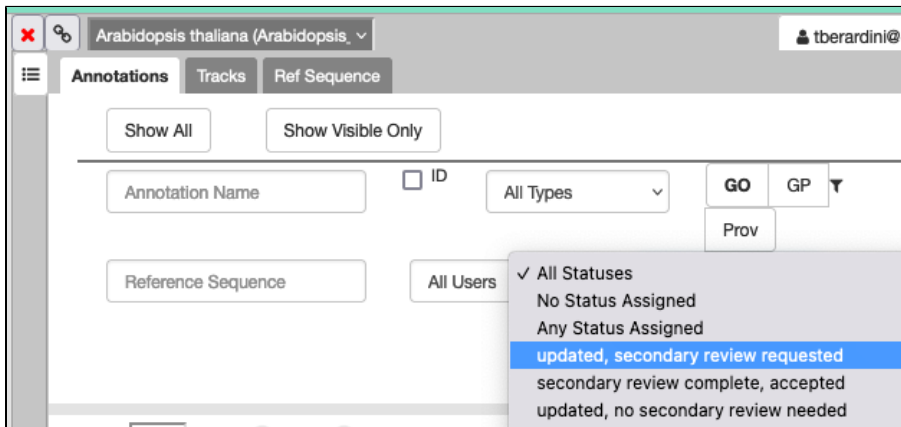 Arabidopsis thaliana (Arabidopsis_
tberardini@
Annotations Tracks Ref Sequence
Show All Show Visible Only
Annotation Name ID All Types GO GP
Prov
Reference Sequence All Users ✓ All Statuses
No Status Assigned
Any Status Assigned
updated, secondary review requested
secondary review complete, accepted
updated, no secondary review needed